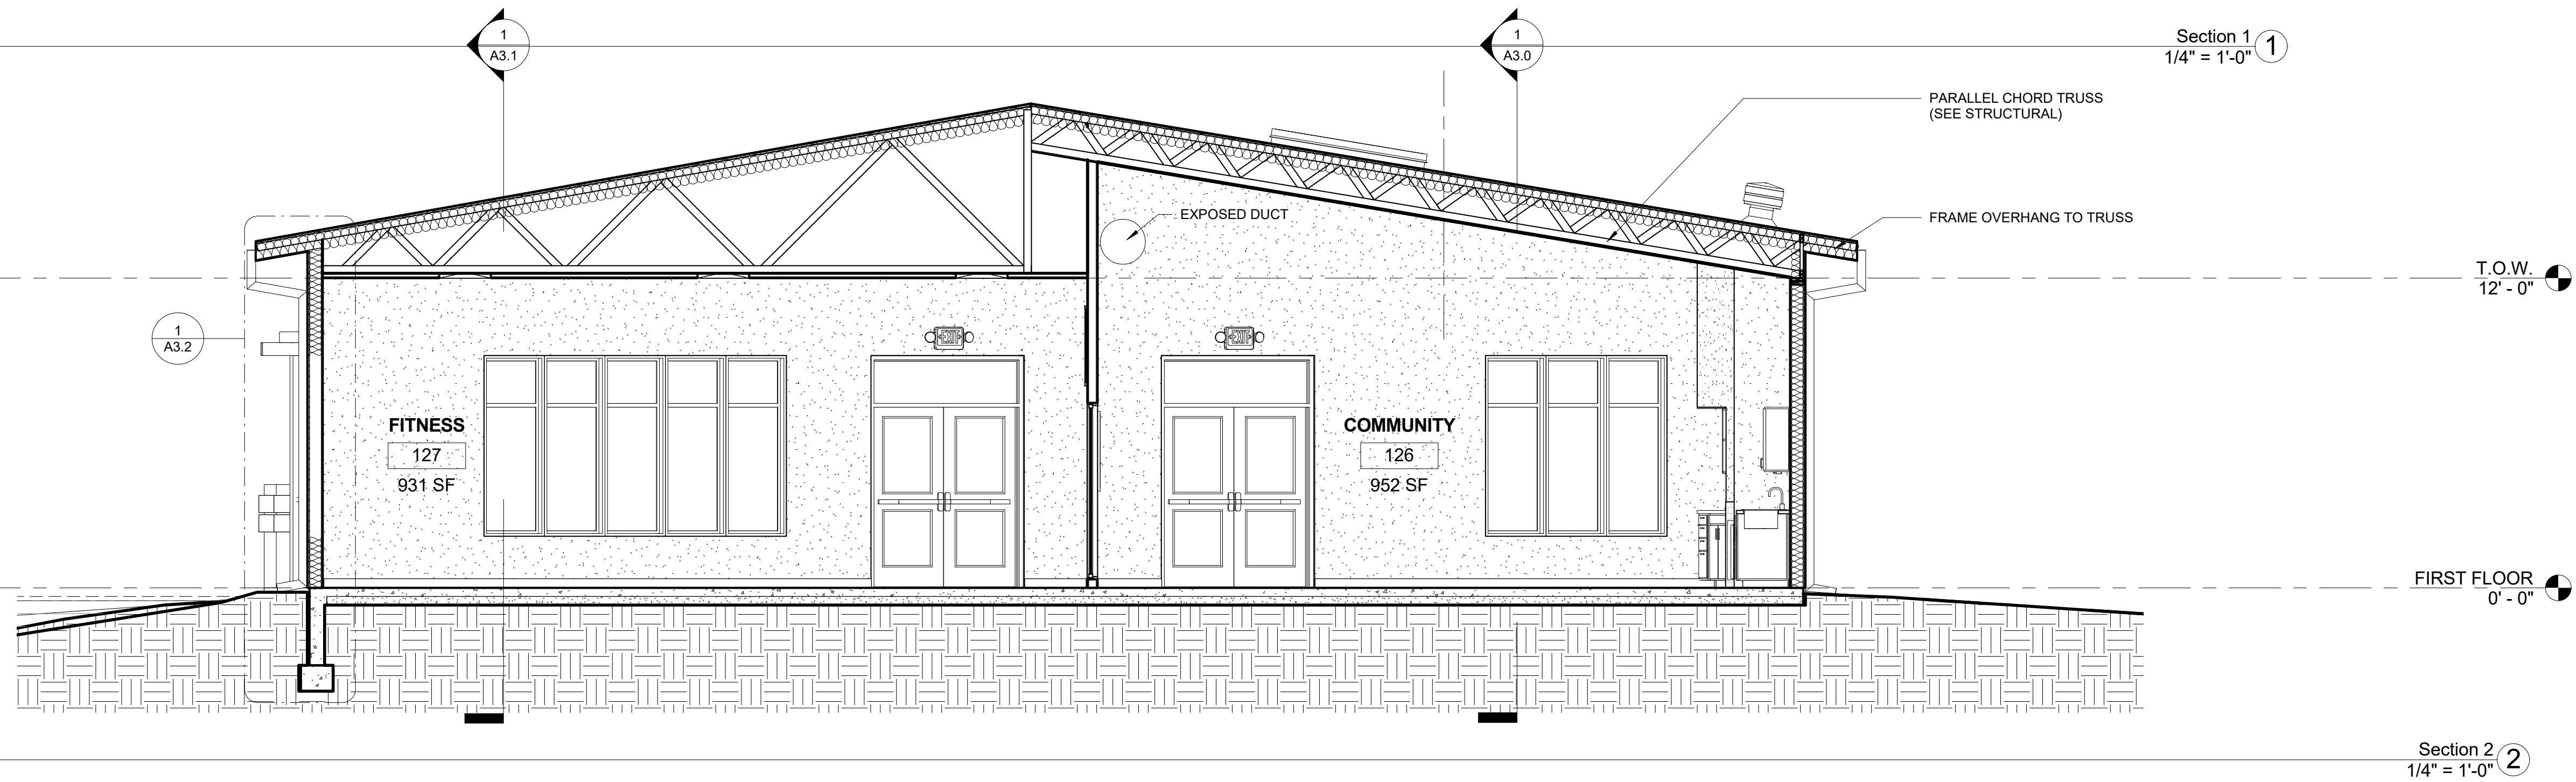 1
A3.1
1
A3.0
Section 1
1/4" = 1'-0"
1
PARALLEL CHORD TRUSS
(SEE STRUCTURAL)
EXPOSED DUCT
FRAME OVERHANG TO TRUSS
T.O.W.
12' - 0"
1
A3.2
EXIT
EXIT
FITNESS
127
931 SF
COMMUNITY
126
952 SF
FIRST FLOOR
0' - 0"
Section 2
1/4" = 1'-0"
2